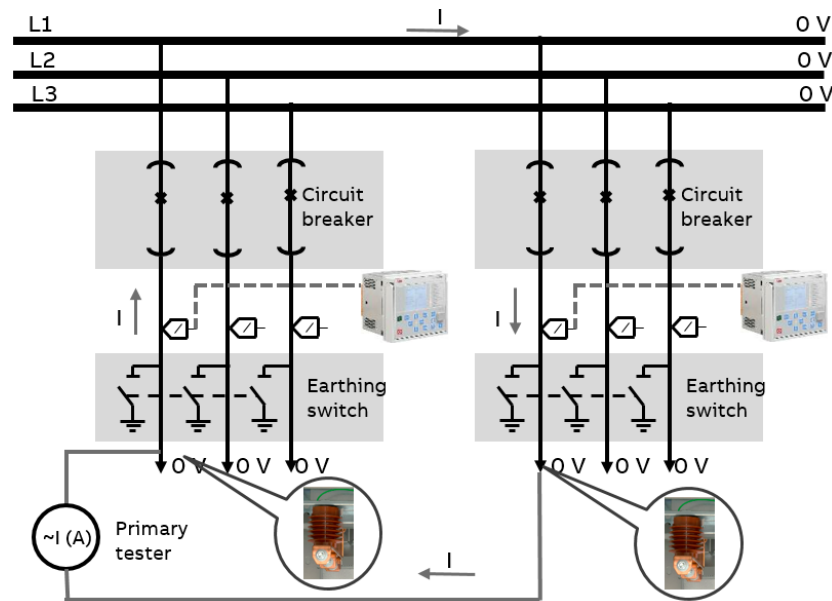 I
L1 0 V
L2 0 V
L3 0 V
Circuit
breaker
Circuit
breaker
I
I
Earthing
switch
Earthing
switch
0 V 0 V 0 V
0 V 0 V 0 V
~I (A)
Primary
tester
I